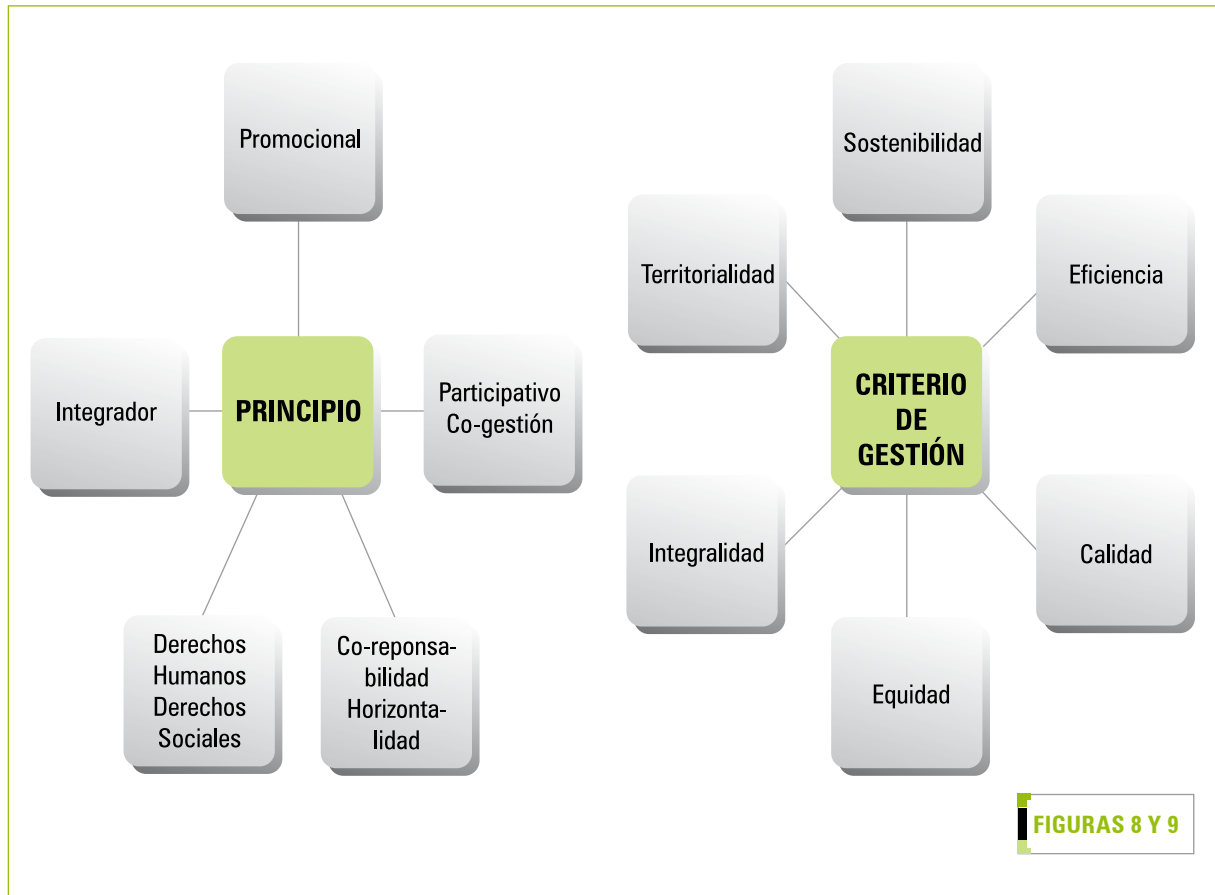 Promocional
Integrador
PRINCIPIO
Participativo
Co-gestión
Derechos
Humanos
Derechos
Sociales
Co-reponsa-
bilidad
Horizonta-
lidad
Sostenibilidad
Territorialidad
Eficiencia
CRITERIO
DE
GESTIÓN
Integralidad
Calidad
Equidad
FIGURAS 8 Y 9